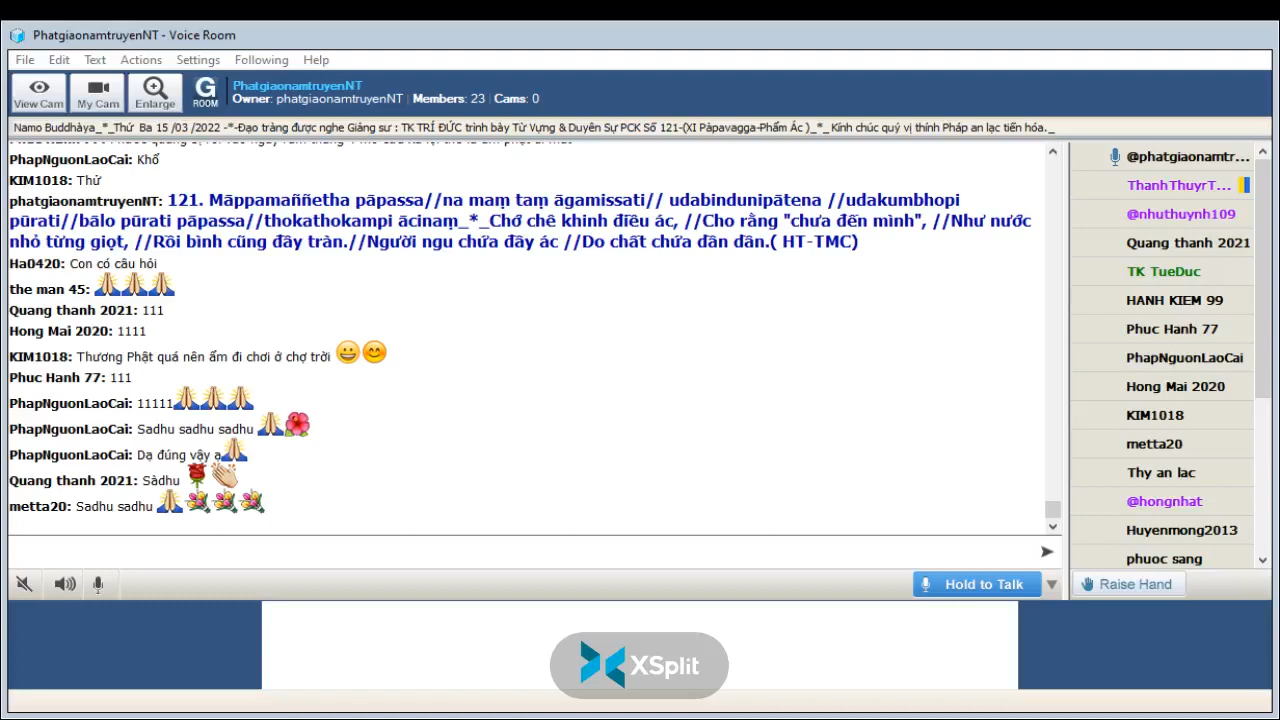 PhatgiaonamtruyenNT - Voice Room
File Edit Text Actions Settings Following Help
View Cam
My Cam
Enlarge
G ROOM
PhatgiaonamtruyenNT
Owner: phatgiaonamtruyenNT | Members: 23 | Cams: 0
Namo Buddhàya_*_Thứ Ba 15 /03 /2022 -*-Đạo tràng được nghe Giảng sư : TK TRÍ ĐỨC trình bày Từ Vựng & Duyên Sự PCK Số 121-(XI Pàpavagga-Phẩm Ác )_*_ Kính chúc quý vị thính Pháp an lạc tiến hóa._
PhapNguonLaoCai: Khổ
KIM1018: Thứ
phatgiaonamtruyenNT: 121. Māppamaññetha pāpassa//na maṃ taṃ āgamissati// udabindunipātena //udakumbhopi
pūrati//bālo pūrati pāpassa//thokathokampi ācinaṃ_*_Chớ chê khinh điều ác, //Cho rằng "chưa đến mình", //Như nước
nhỏ từng giọt, //Rồi bình cũng đầy tràn.//Người ngu chứa đầy ác //Do chất chứa dần dần.( HT-TMC)
Ha0420: Con có câu hỏi
the man 45:
Quang thanh 2021: 111
Hong Mai 2020: 1111
KIM1018: Thương Phật quá nên ẩm đi chơi ở chợ trời
Phuc Hanh 77: 111
PhapNguonLaoCai: 11111
PhapNguonLaoCai: Sadhu sadhu sadhu
PhapNguonLaoCai: Dạ đúng vậy ạ
Quang thanh 2021: Sàdhu
metta20: Sadhu sadhu
@phatgiaonamtr...
ThanhThuyrT...
@nhuthuynh109
Quang thanh 2021
TK TueDuc
HANH KIEM 99
Phuc Hanh 77
PhapNguonLaoCai
Hong Mai 2020
KIM1018
metta20
Thy an lac
@hongnhat
Huyenmong2013
phuoc sang
Hold to Talk
Raise Hand
XSplit